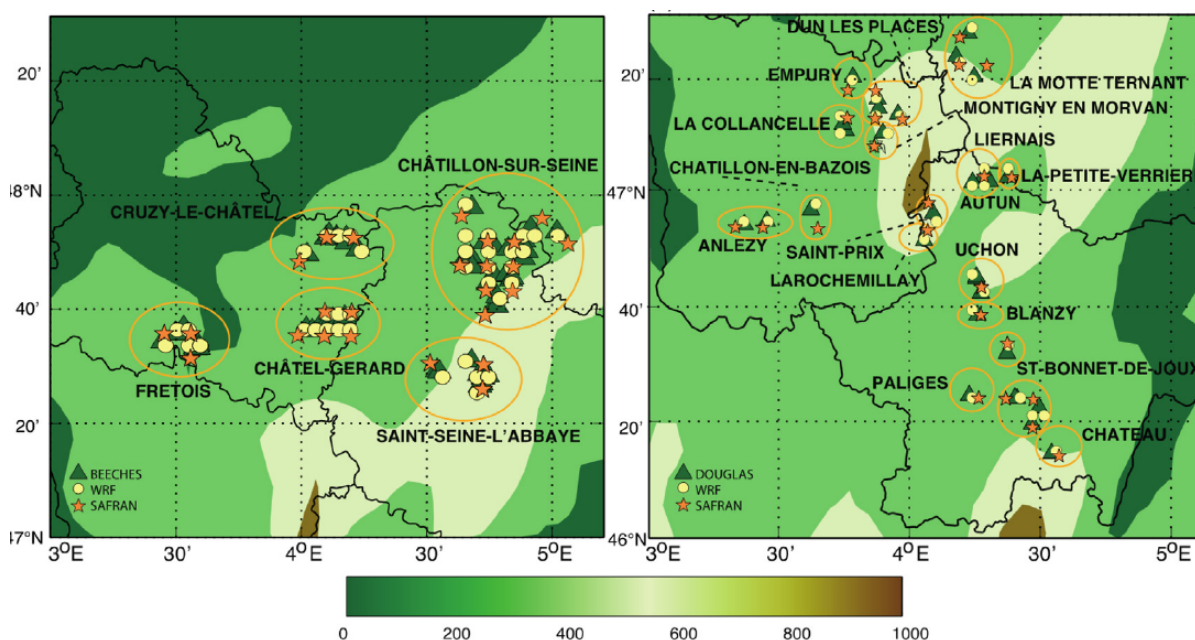 20'
CHÂTILLON-SUR-SEINE
48°N
CRUZY-LE-CHÂTEL
40'
CHÂTEL-GERARD
FRETOIS
20'
SAINT-SEINE-L'ABBAYE
BEECHES
WRF
SAFRAN
47°N
3°E
30'
4°E
30'
5°E
DUN LES PLACES
20'
EMPURY
LA MOTTE TERNANT
MONTIGNY EN MORVAN
LA COLLANCELLE
LIERNAIS
CHATILLON-EN-BAZOIS
47°
LA-PETITE-VERRIER
AUTUN
ANLEZY
SAINT-PRIX
UCHON
LAROCHEMILLAY
40'
BLANZY
ST-BONNET-DE-JOUX
PALIGES
20'
CHATEAU
DOUGLAS
WRF
SAFRAN
46°N
3°E
30'
4°E
30'
5°E
0
200
400
600
800
1000